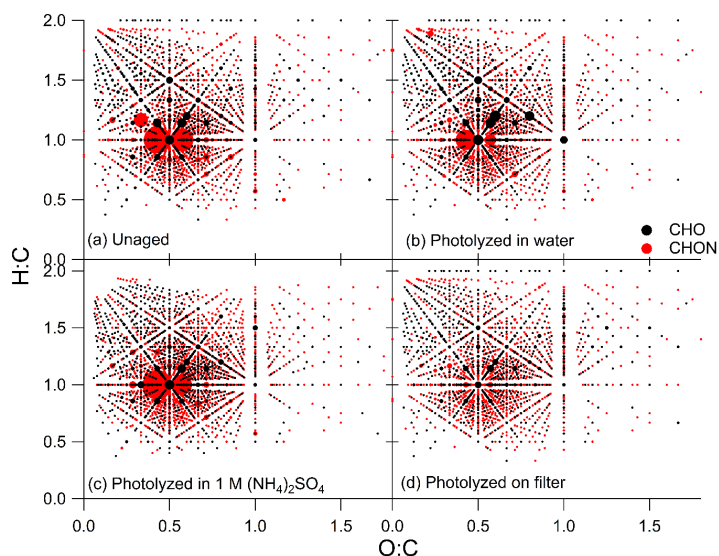 2.0
1.5
1.0
0.5
0.0
(a) Unaged
(b) Photolyzed in water
CHO
CHON
H:C
2.0
1.5
1.0
0.5
0.0
(c) Photolyzed in 1 M (NH4)2SO4
(d) Photolyzed on filter
0.0
0.5
1.0
1.5
0.0
0.5
1.0
1.5
O:C